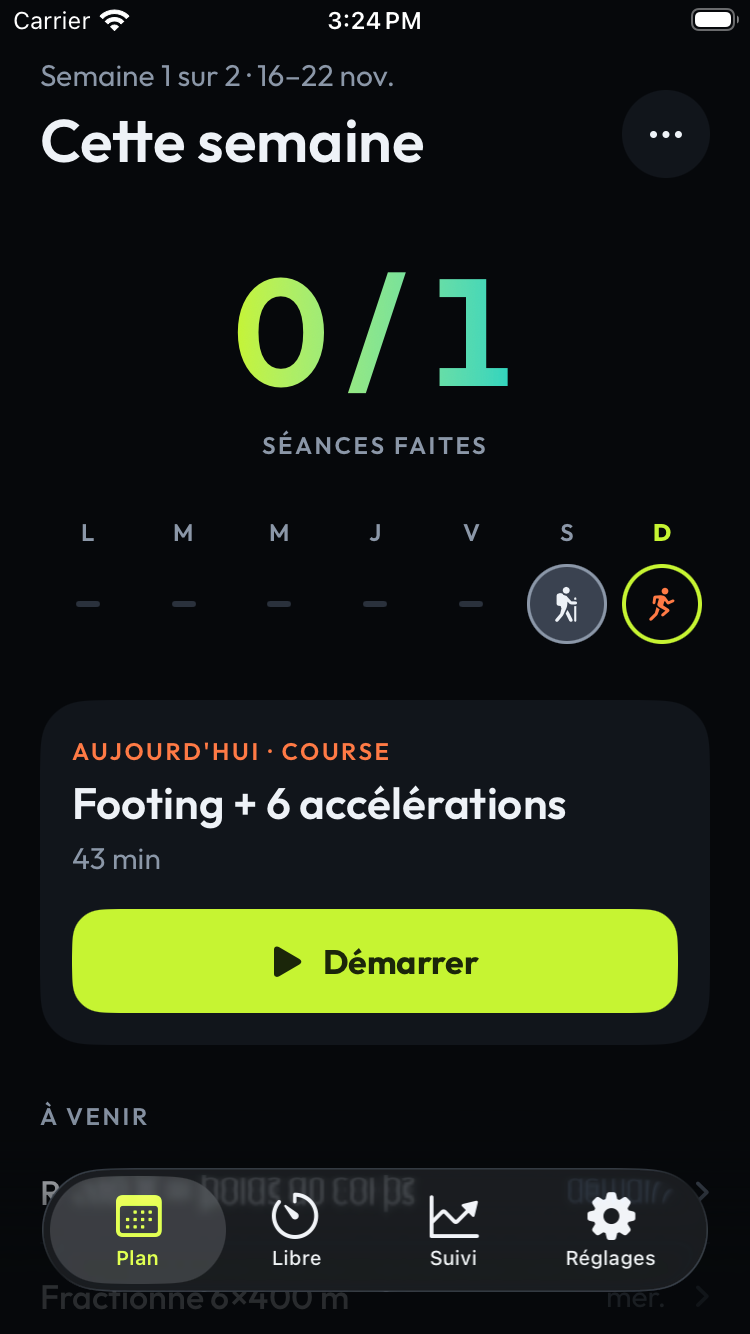 Carrier 3:24 PM
Semaine 1 sur 2 · 16–22 nov.
Cette semaine
0/1
SÉANCES FAITES
L M M J V S D
AUJOURD'HUI · COURSE
Footing + 6 accélérations
43 min
Démarrer
À VENIR
Plan Libre Suivi Réglages
Fractionné 6×400 m mer.